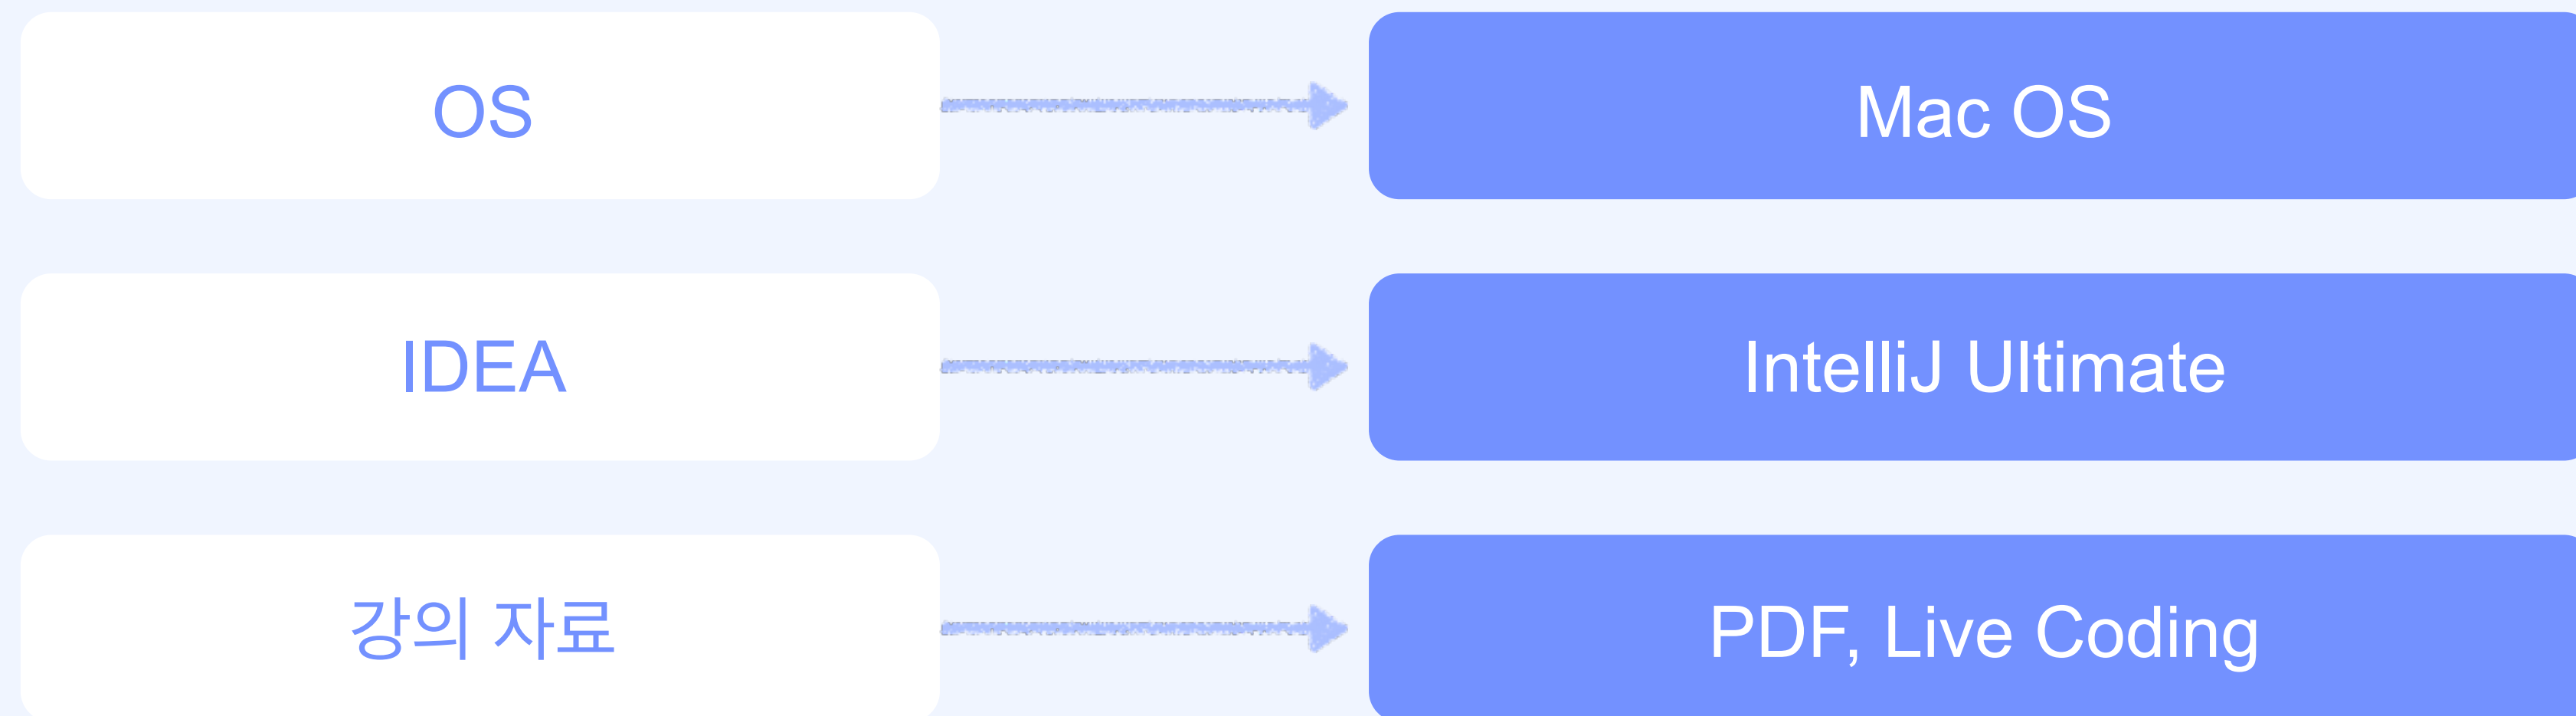 OS
Mac OS
IDEA
IntelliJ Ultimate
강의 자료
PDF, Live Coding